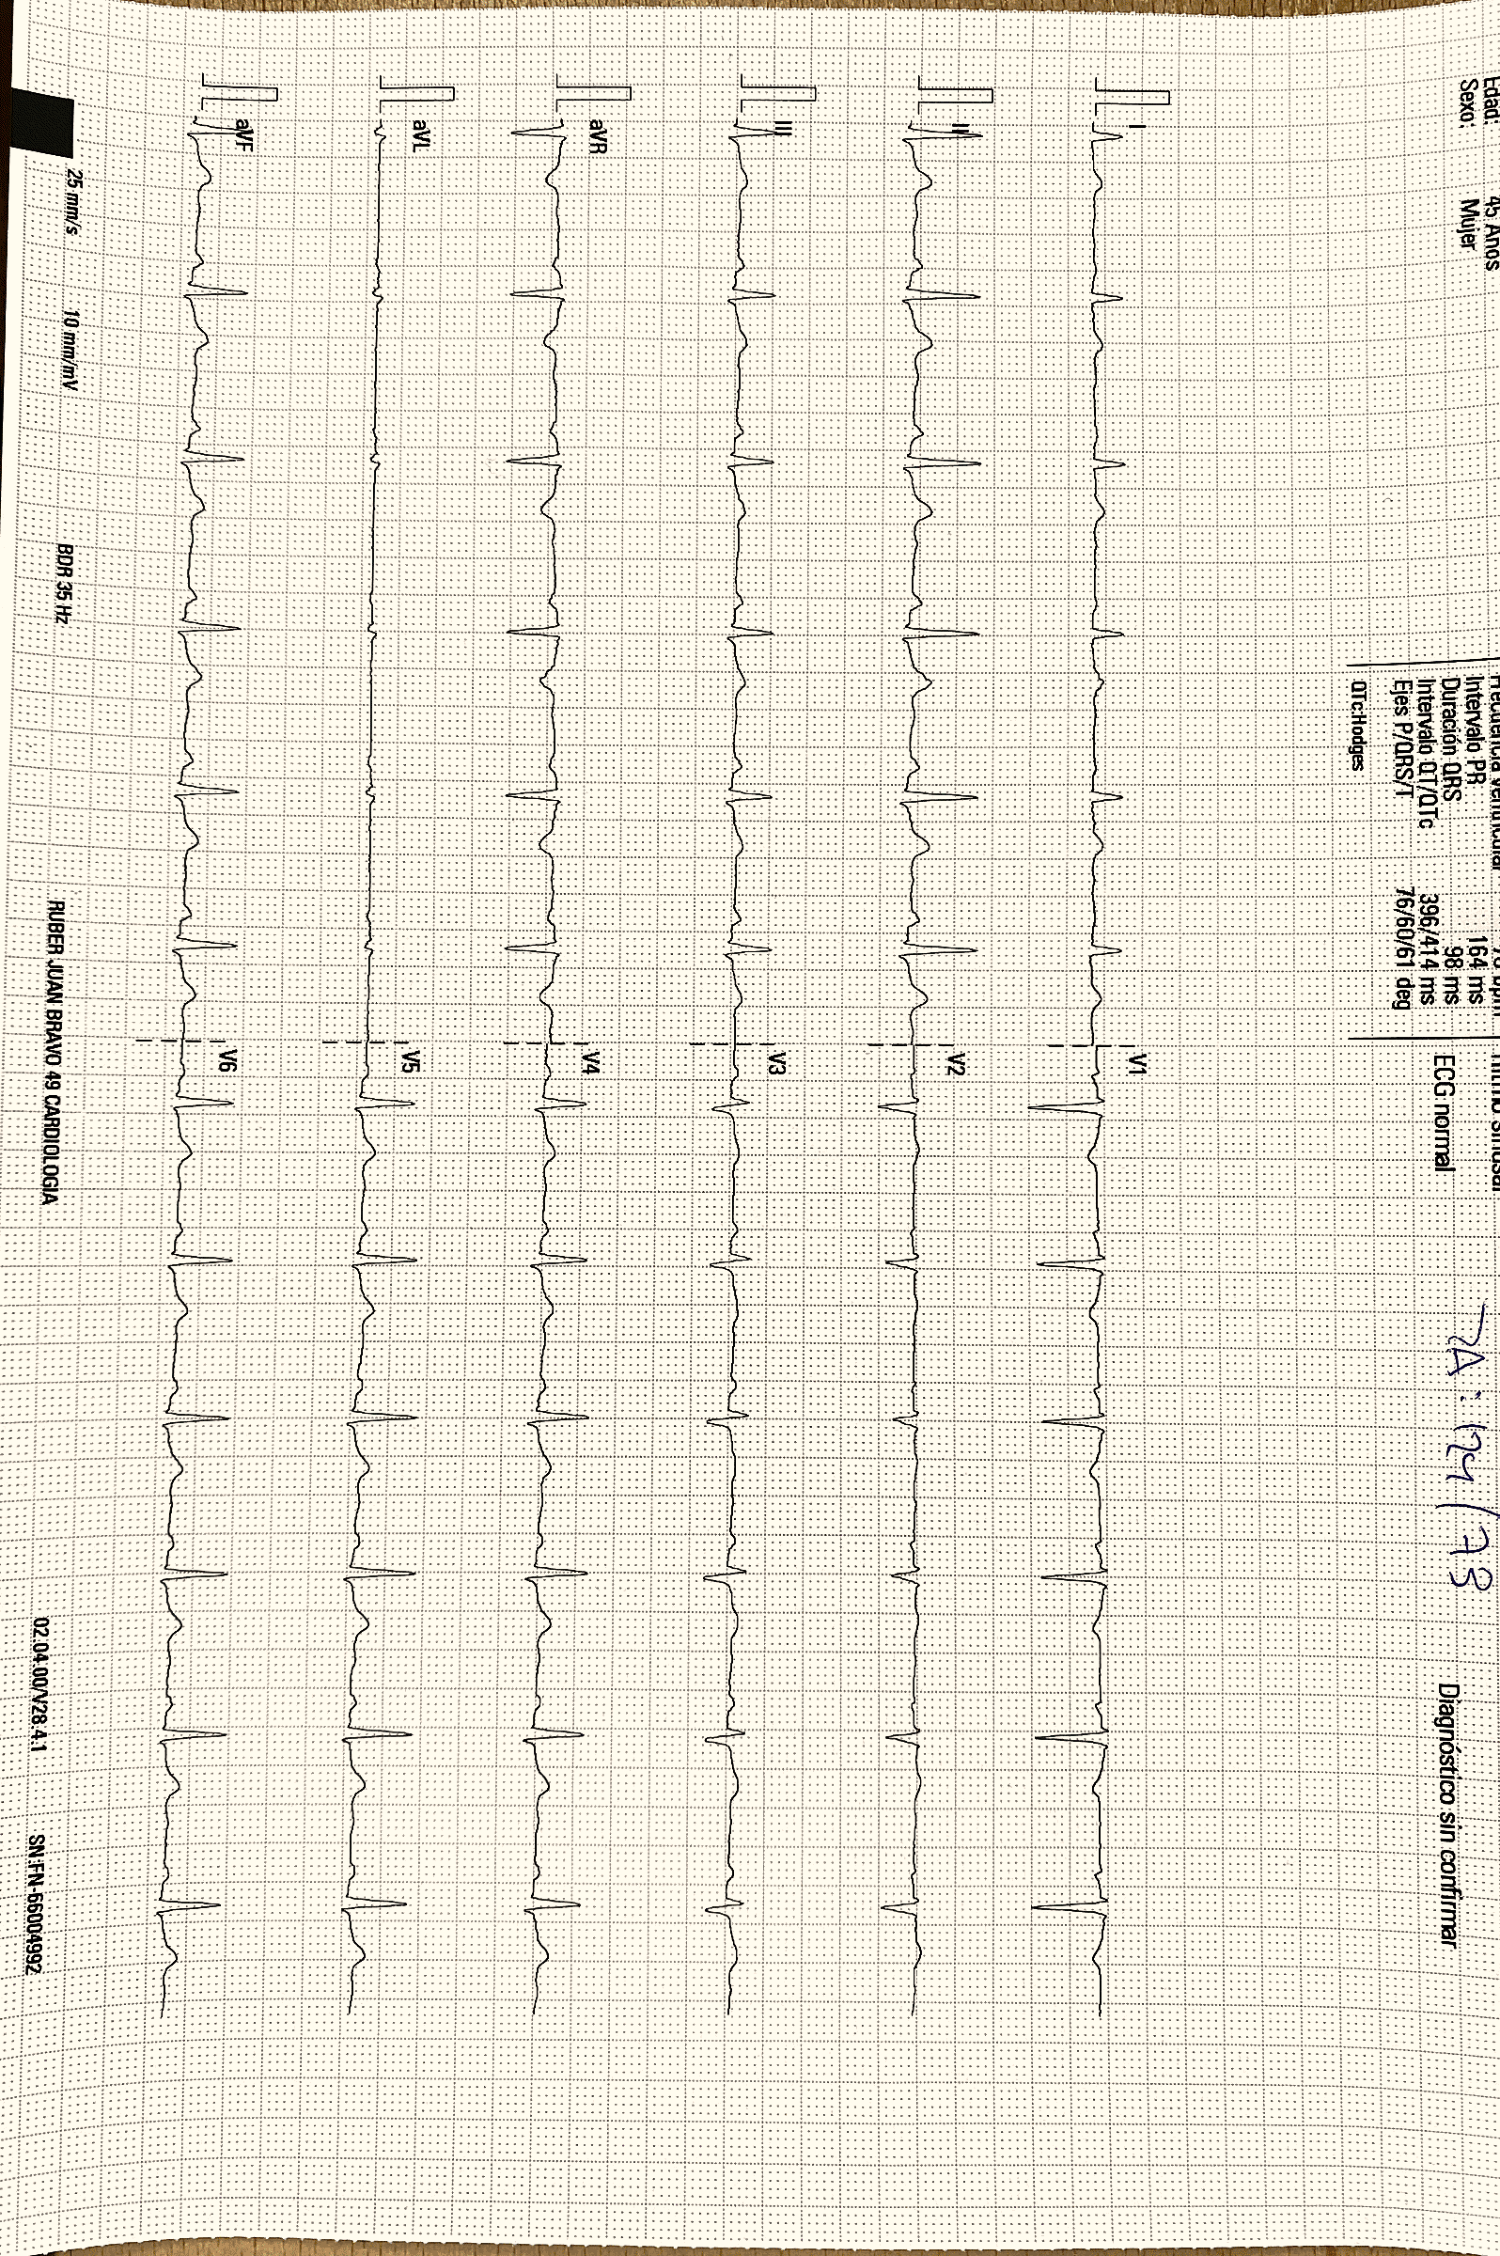 Edad: 45 Años
Sexo: Mujer
Frecuencia ventricular bpm
Intervalo PR 164 ms
Duración QRS 98 ms
Intervalo QT/QTc 396/414 ms
Ejes P/QRS/T 76/60/61 deg
QTc:Hodges
Ritmo sinusal
ECG normal
TA: 124/73
Diagnóstico sin confirmar
I
V1
II
V2
III
V3
aVR
V4
aVL
V5
aVF
V6
25 mm/s 10 mm/mV BDR 35 Hz RUBER JUAN BRAVO 49 CARDIOLOGIA 02.04.00/V28.4.1 SN:FN-66004992